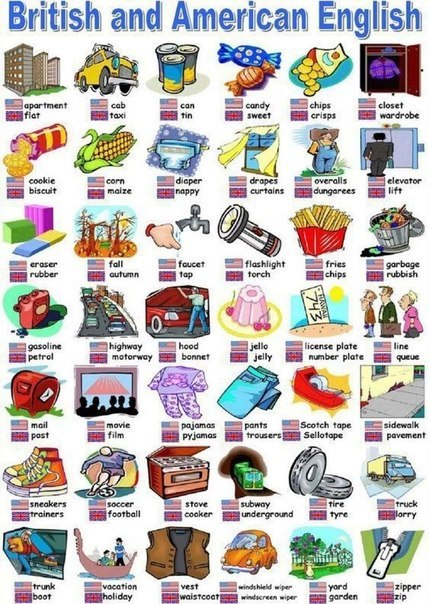 British and American English
apartment cab can candy chips closet
flat taxi tin sweet crisps wardrobe
cookie corn diaper drapes overalls elevator
biscuit maize nappy curtains dungarees lift
eraser fall faucet flashlight fries garbage
rubber autumn tap torch chips rubbish
gasoline highway hood jello license plate line
petrol motorway bonnet jelly number plate queue
mail movie pajamas pants Scotch tape sidewalk
post film pyjamas trousers Sellotape pavement
sneakers soccer stove subway tire truck
trainers football cooker underground tyre lorry
trunk vacation vest windshield wiper yard zipper
boot holiday waistcoat windscreen wiper garden zip